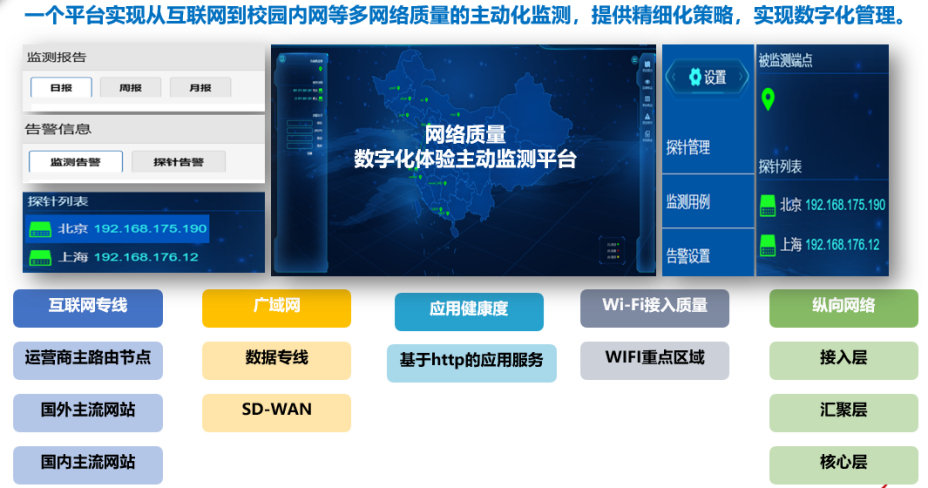 一个平台实现从互联网到校园内网等多网络质量的主动化监测，提供精细化策略，实现数字化管理。
监测报告
日报 周报 月报
告警信息
监测告警 探针告警
探针列表
北京 192.168.175.190
上海 192.168.176.12
网络质量
数字化体验主动监测平台
设置
探针管理
监测用例
告警设置
被监测端点
探针列表
北京 192.168.175.190
上海 192.168.176.12
互联网专线
运营商主路由节点
国外主流网站
国内主流网站
广域网
数据专线
SD-WAN
应用健康度
基于http的应用服务
Wi-Fi接入质量
WIFI重点区域
纵向网络
接入层
汇聚层
核心层